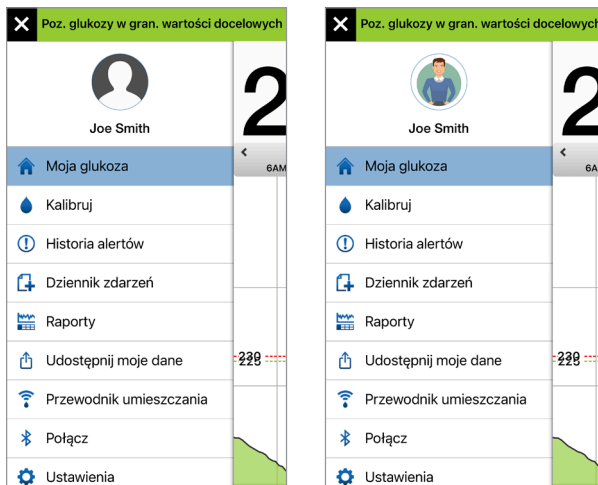 Poz. glukozy w gran. wartości docelowych
Joe Smith
2
6AM
Moja glukoza
Kalibruj
Historia alertów
Dziennik zdarzeń
Raporty
Udostępnij moje dane
230
225
Przewodnik umieszczania
Połącz
Ustawienia
Poz. glukozy w gran. wartości docelowych
Joe Smith
2
6A
Moja glukoza
Kalibruj
Historia alertów
Dziennik zdarzeń
Raporty
Udostępnij moje dane
230
225
Przewodnik umieszczania
Połącz
Ustawienia